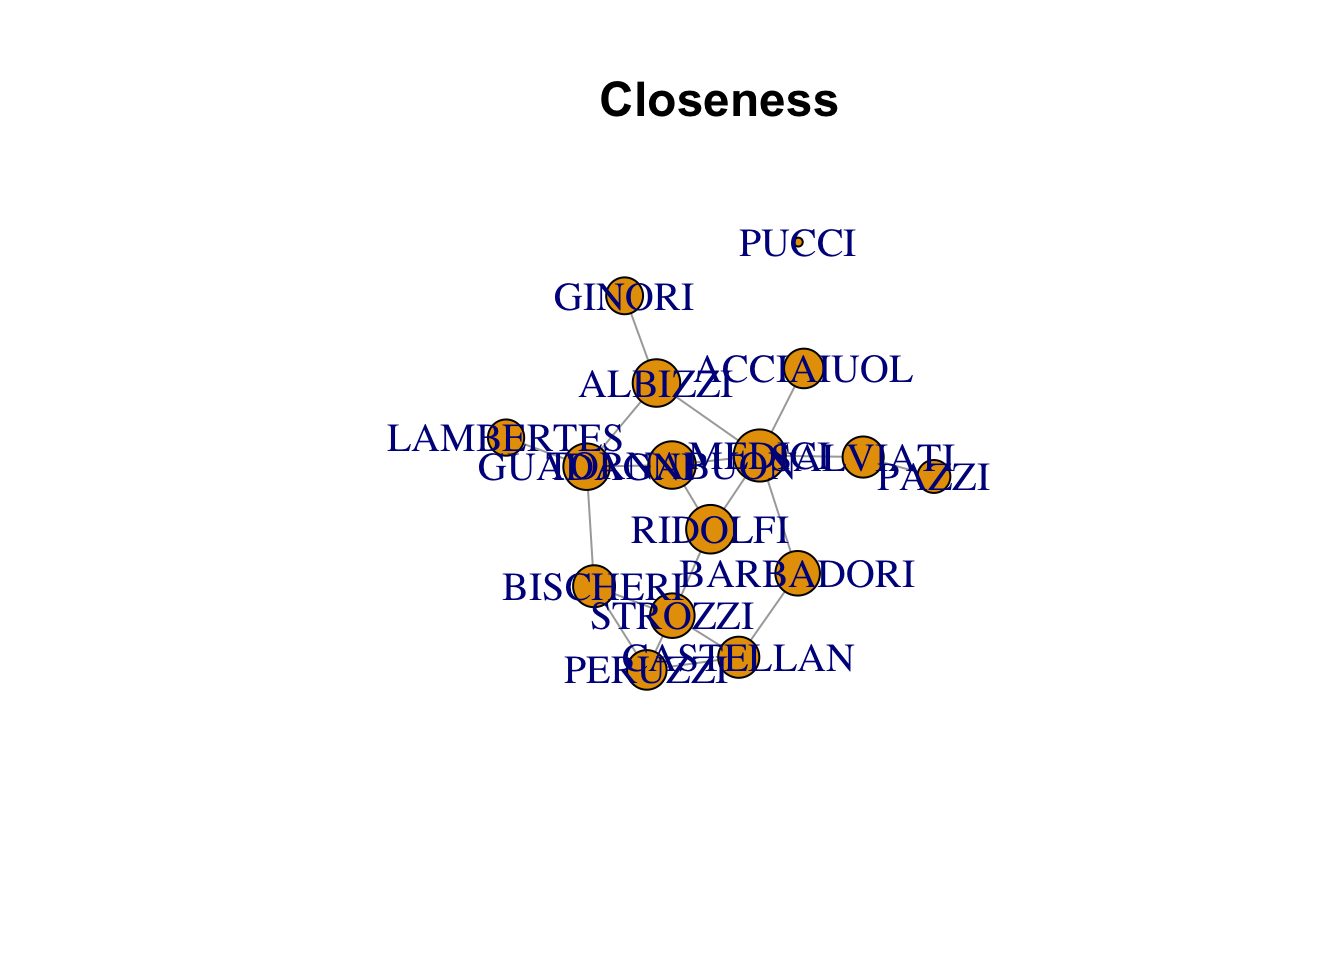 Closeness
PUCCI
GINORI
ACCIAIUOL
ALBIZZI
LAMBERTES
MEDICI
SALVIATI
GUADAGNI
TORNABUON
PAZZI
RIDOLFI
BARBADORI
BISCHERI
STROZZI
CASTELLAN
PERUZZI